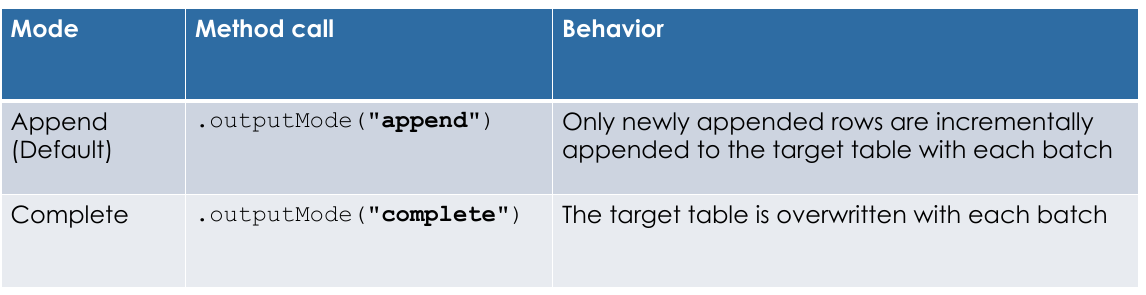 Mode Method call Behavior
Append .outputMode("append") Only newly appended rows are incrementally
(Default) appended to the target table with each batch
Complete .outputMode("complete") The target table is overwritten with each batch